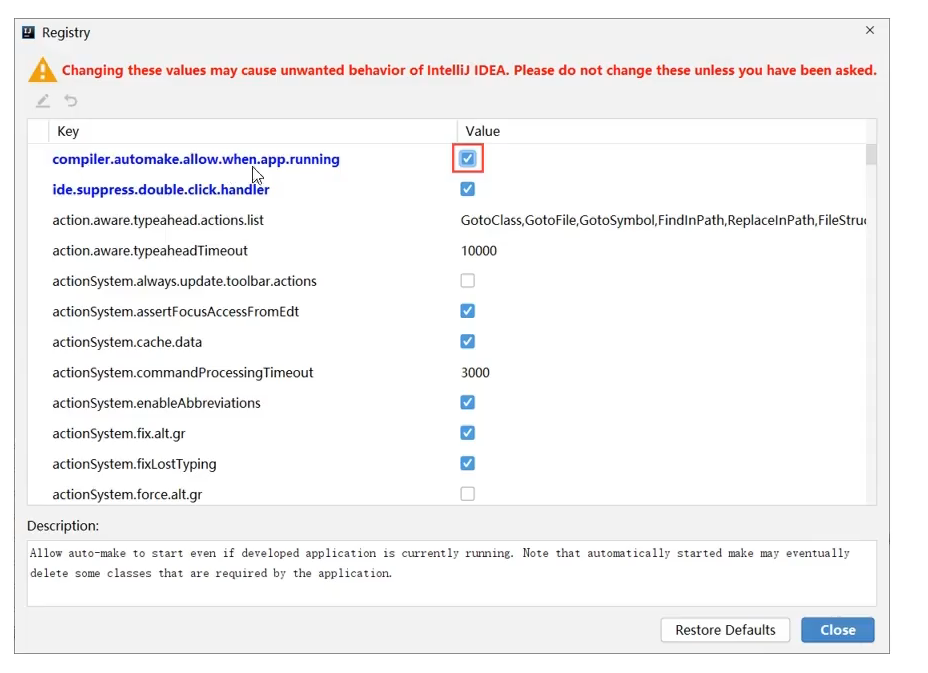 Registry
Changing these values may cause unwanted behavior of IntelliJ IDEA. Please do not change these unless you have been asked.
Key Value
compiler.automake.allow.when.app.running
ide.suppress.double.click.handler
action.aware.typeahead.actions.list GotoClass,GotoFile,GotoSymbol,FindInPath,ReplaceInPath,FileStruc
action.aware.typeaheadTimeout 10000
actionSystem.always.update.toolbar.actions
actionSystem.assertFocusAccessFromEdt
actionSystem.cache.data
actionSystem.commandProcessingTimeout 3000
actionSystem.enableAbbreviations
actionSystem.fix.alt.gr
actionSystem.fixLostTyping
actionSystem.force.alt.gr
Description:
Allow auto-make to start even if developed application is currently running. Note that automatically started make may eventually
delete some classes that are required by the application.
Restore Defaults Close